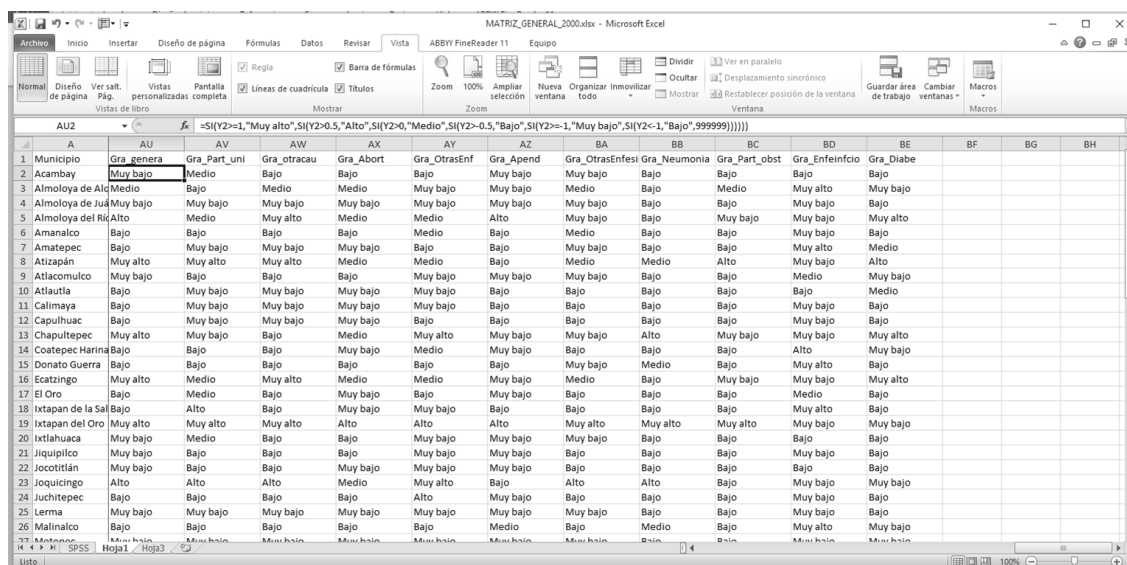 MATRIZ_GENERAL_2000.xlsx - Microsoft Excel
Archivo Inicio Insertar Diseño de página Fórmulas Datos Revisar Vista ABBYY FineReader 11 Equipo
Normal Diseño de página Ver salt. Pág. Vistas personalizadas Pantalla completa
Regla Barra de fórmulas
Líneas de cuadrícula Títulos
Zoom 100% Ampliar selección
Nueva ventana Organizar todo Inmovilizar
Dividir Ocultar Mostrar
Ver en paralelo
Desplazamiento sincrónico
Restablecer posición de la ventana
Guardar área de trabajo Cambiar ventanas Macros
Vistas de libro Mostrar Zoom Ventana Macros
AU2 fx =SI(Y2>=1,"Muy alto",SI(Y2>0.5,"Alto",SI(Y2>0,"Medio",SI(Y2>-0.5,"Bajo",SI(Y2>=-1,"Muy bajo",SI(Y2<-1,"Bajo",999999))))))
A AU AV AW AX AY AZ BA BB BC BD BE BF BG BH
1 Municipio Gra_genera Gra_Part_uni Gra_otracau Gra_Abort Gra_OtrasEnf Gra_Apend Gra_OtrasEnfesi Gra_Neumonia Gra_Part_obst Gra_Enfeinfcio Gra_Diabe
2 Acambay Muy bajo Medio Bajo Bajo Bajo Muy bajo Muy bajo Bajo Bajo Bajo Bajo
3 Almoloya de Alq Medio Bajo Medio Medio Muy bajo Muy bajo Medio Bajo Medio Muy alto Muy bajo
4 Almoloya de Juá Muy bajo Muy bajo Muy bajo Muy bajo Muy bajo Muy bajo Muy bajo Bajo Bajo Muy bajo Bajo
5 Almoloya del Ríc Alto Medio Muy alto Medio Medio Alto Muy bajo Bajo Muy bajo Muy bajo Muy alto
6 Amanalco Bajo Bajo Bajo Bajo Medio Bajo Medio Bajo Bajo Muy bajo Bajo
7 Amatepec Bajo Muy bajo Muy bajo Muy bajo Bajo Bajo Muy bajo Bajo Bajo Muy alto Medio
8 Atizapán Muy alto Muy alto Muy alto Medio Medio Bajo Medio Medio Alto Muy bajo Alto
9 Atlacomulco Muy bajo Bajo Bajo Bajo Muy bajo Muy bajo Muy bajo Bajo Bajo Medio Muy bajo
10 Atlautla Bajo Muy bajo Muy bajo Muy bajo Muy bajo Bajo Bajo Bajo Bajo Bajo Medio
11 Calimaya Bajo Muy bajo Muy bajo Muy bajo Muy bajo Bajo Bajo Bajo Bajo Muy bajo Bajo
12 Capulhuac Bajo Muy bajo Muy bajo Muy bajo Bajo Bajo Bajo Bajo Bajo Muy bajo Bajo
13 Chapultepec Muy alto Muy bajo Bajo Medio Muy alto Muy bajo Muy bajo Alto Muy bajo Muy bajo Muy alto
14 Coatepec Harina Bajo Bajo Bajo Muy bajo Medio Muy bajo Bajo Bajo Bajo Alto Muy bajo
15 Donato Guerra Bajo Bajo Bajo Bajo Bajo Bajo Muy bajo Medio Bajo Muy alto Bajo
16 Ecatzingo Muy alto Medio Muy alto Medio Medio Muy bajo Medio Bajo Muy bajo Muy bajo Muy alto
17 El Oro Bajo Medio Bajo Muy bajo Bajo Muy bajo Bajo Bajo Bajo Medio Bajo
18 Ixtapan de la Sal Bajo Alto Bajo Muy bajo Muy bajo Bajo Bajo Bajo Bajo Muy alto Bajo
19 Ixtapan del Oro Muy alto Muy alto Muy alto Alto Alto Alto Muy alto Muy alto Muy alto Muy bajo Muy bajo
20 Ixtlahuaca Muy bajo Medio Bajo Bajo Muy bajo Muy bajo Muy bajo Bajo Bajo Bajo Bajo
21 Jiquipilco Muy bajo Bajo Bajo Bajo Muy bajo Muy bajo Bajo Bajo Bajo Muy bajo Bajo
22 Jocotitlán Muy bajo Bajo Bajo Muy bajo Muy bajo Muy bajo Bajo Bajo Bajo Bajo Bajo
23 Joquicingo Alto Alto Alto Medio Muy alto Bajo Alto Alto Bajo Muy bajo Muy bajo
24 Juchitepec Bajo Bajo Bajo Bajo Alto Muy bajo Bajo Bajo Bajo Muy bajo Bajo
25 Lerma Muy bajo Muy bajo Muy bajo Muy bajo Muy bajo Muy bajo Muy bajo Bajo Bajo Muy bajo Bajo
26 Malinalco Bajo Bajo Bajo Bajo Bajo Medio Bajo Medio Bajo Muy alto Muy bajo
SPSS Hoja1 Hoja3
Listo 100%